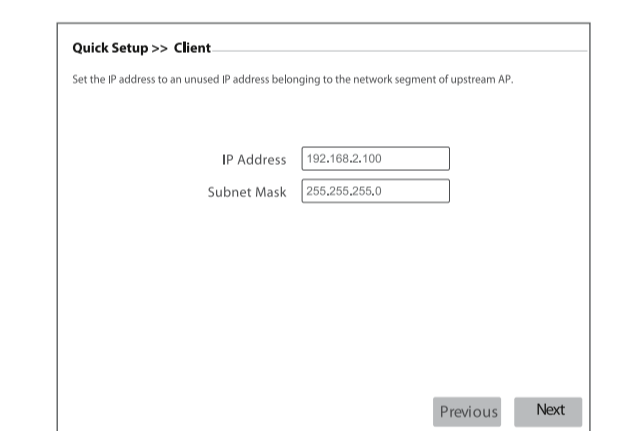 Quick Setup >> Client
Set the IP address to an unused IP address belonging to the network segment of upstream AP.
IP Address 192.168.2.100
Subnet Mask 255.255.255.0
Previous Next